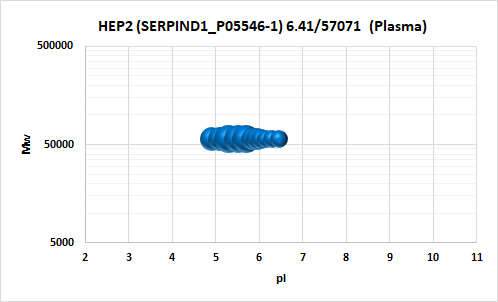 HEP2 (SERPIND1_P05546-1) 6.41/57071 (Plasma)
500000
50000
5000
Mw
2 3 4 5 6 7 8 9 10 11
pI